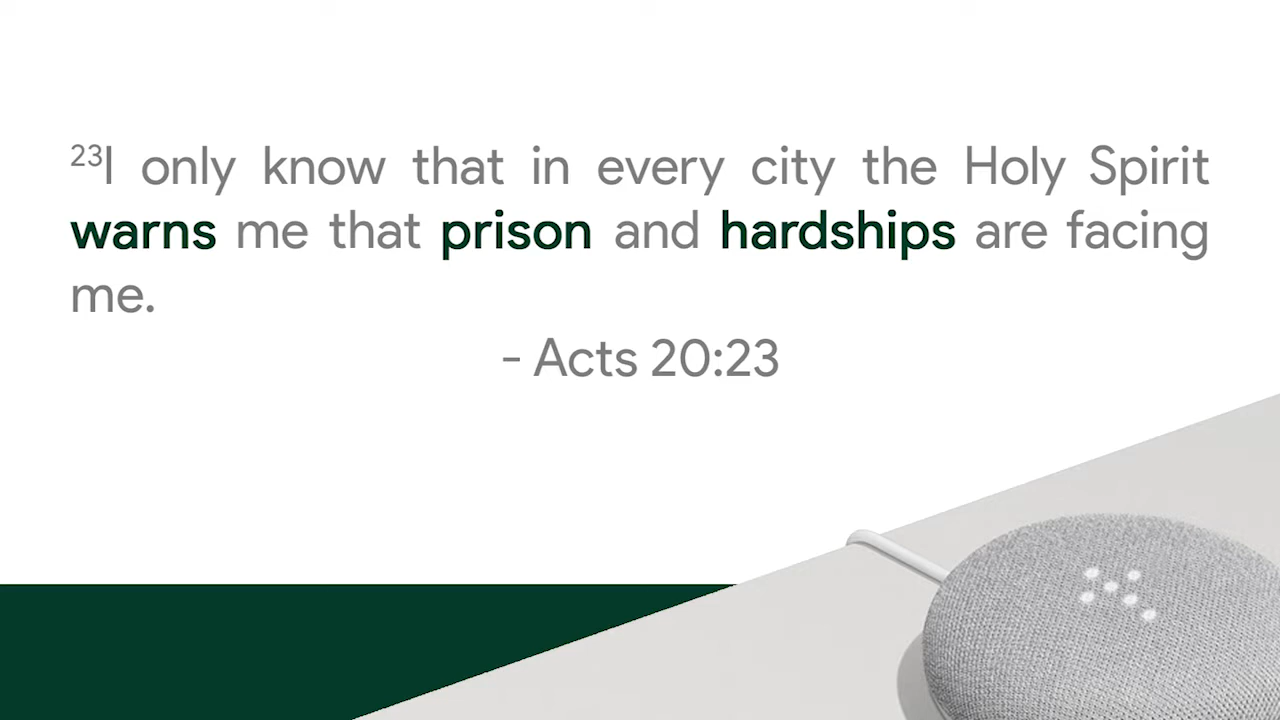 23I only know that in every city the Holy Spirit
warns me that prison and hardships are facing
me.
- Acts 20:23